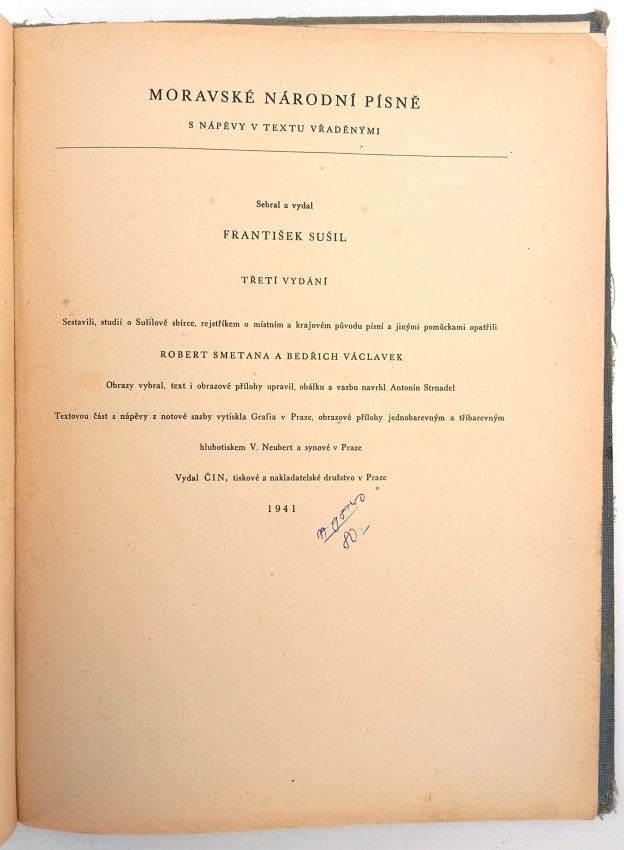 MORAVSKÉ NÁRODNÍ PÍSNĚ
S NÁPĚVY V TEXTU VŘADĚNÝMI
Sebral a vydal
FRANTIŠEK SUŠIL
TŘETÍ VYDÁNÍ
Sestavili, studií o Sušilově sbírce, rejstříkem o místním a krajovém původu písní a jinými pomůckami opatřili
ROBERT SMETANA A BEDŘICH VÁCLAVEK
Obrazy vybral, text i obrazové přílohy upravil, obálku a vazbu navrhl Antonín Strnadel
Textovou část s nápěvy z notové sazby vytiskla Grafia v Praze, obrazové přílohy jednobarevným a tříbarevným
hlubotiskem V. Neubert a synové v Praze
Vydal ČIN, tiskové a nakladatelské družstvo v Praze
1941
80.-